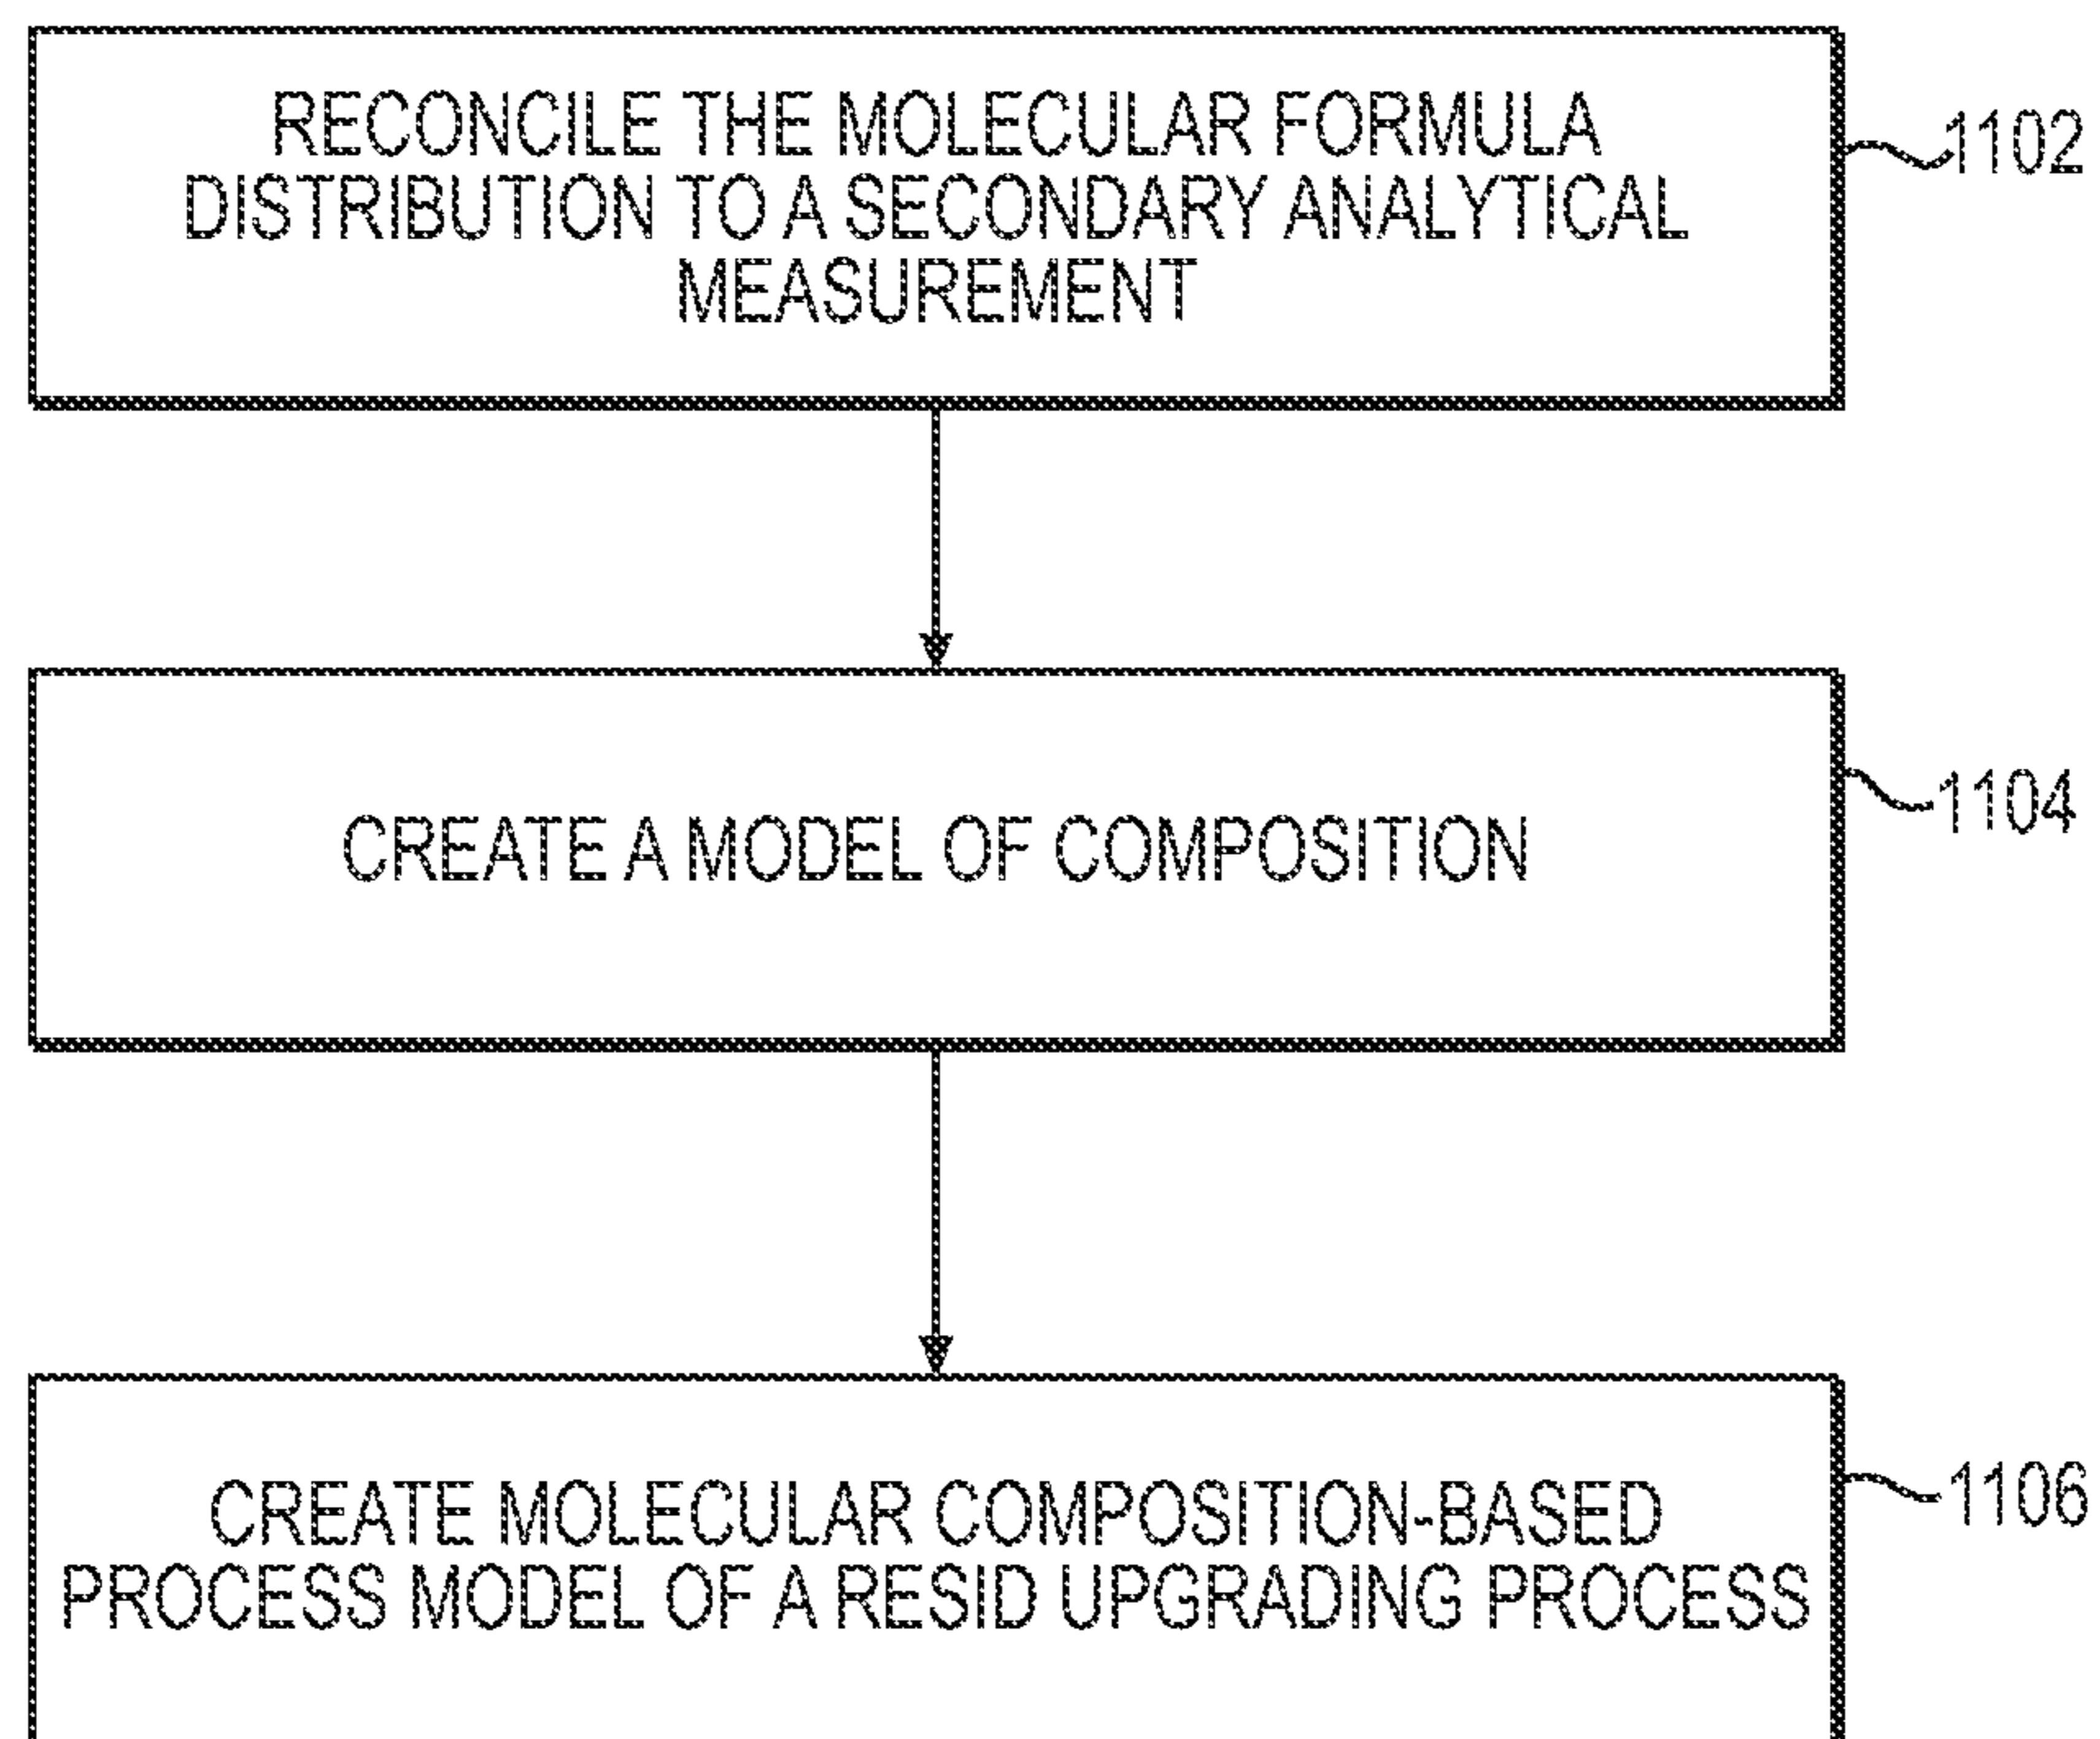 RECONCILE THE MOLECULAR FORMULA
DISTRIBUTION TO A SECONDARY ANALYTICAL
MEASUREMENT
1102
CREATE A MODEL OF COMPOSITION
1104
CREATE MOLECULAR COMPOSITION-BASED
PROCESS MODEL OF A RESID UPGRADING PROCESS
1106